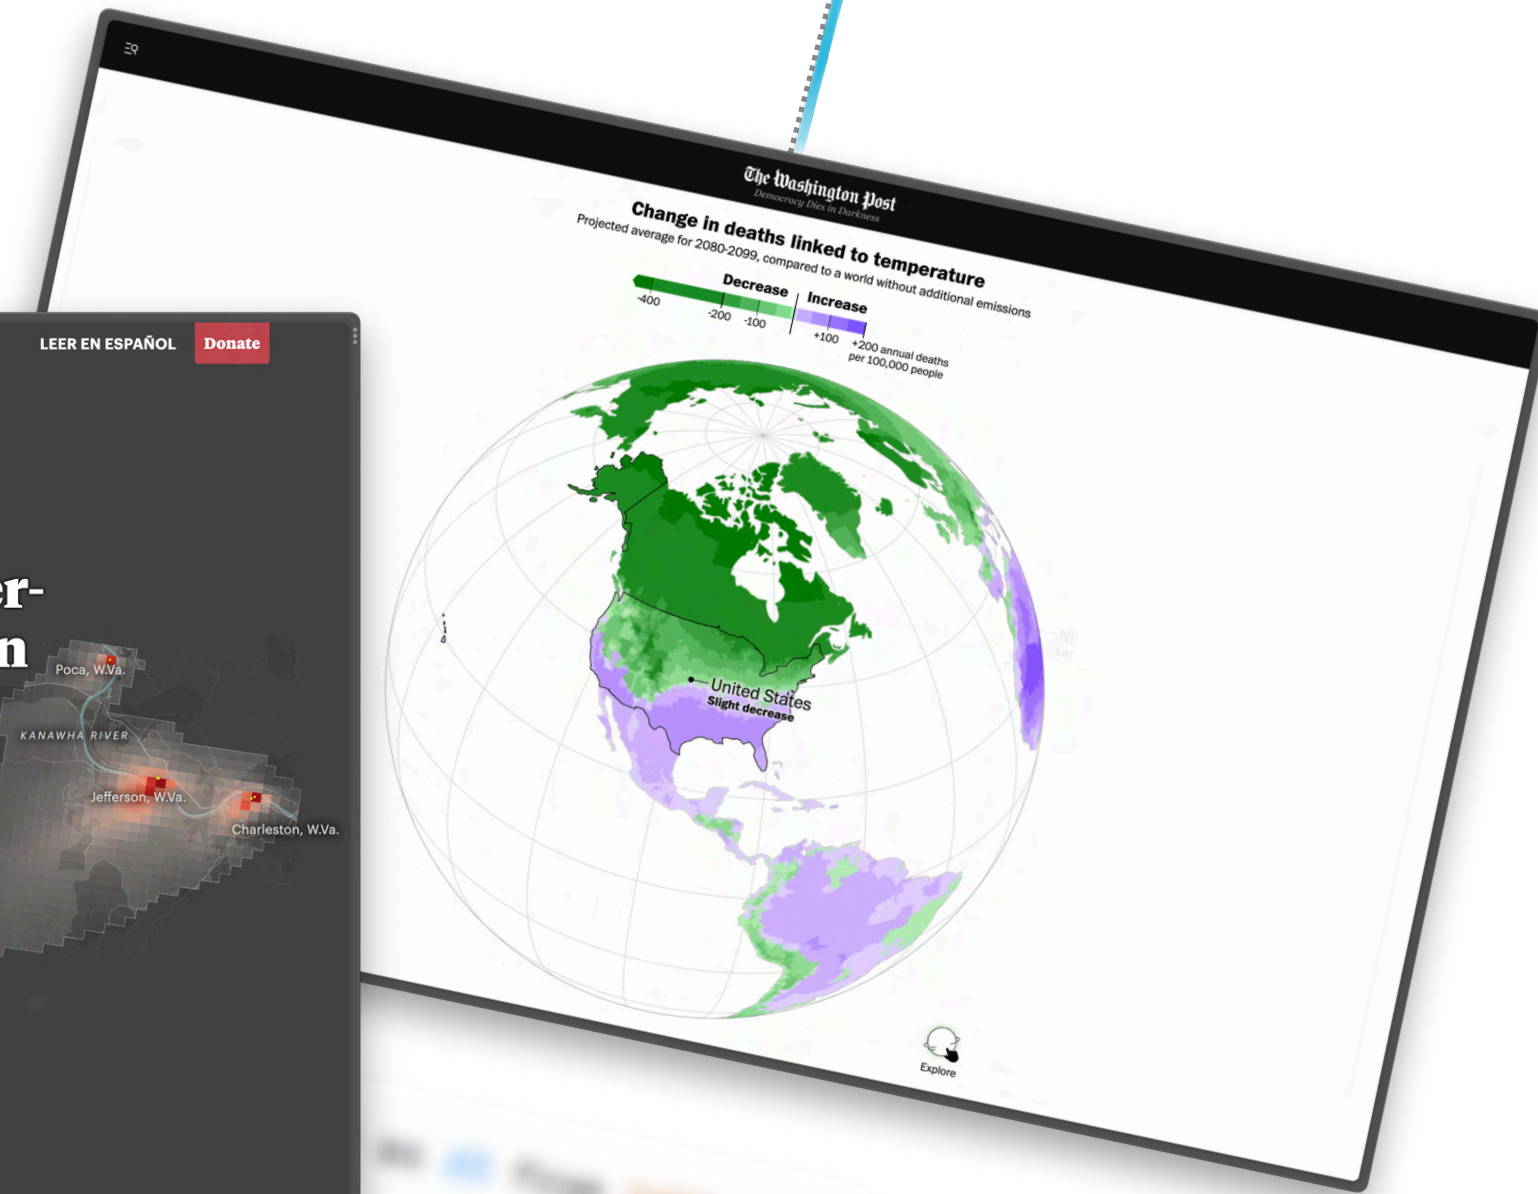 The Washington Post
Democracy Dies in Darkness
Change in deaths linked to temperature
Projected average for 2080-2099, compared to a world without additional emissions
Decrease
Increase
-400
-200
-100
+100
+200 annual deaths
per 100,000 people
United States
Slight decrease
Explore
LEER EN ESPAÑOL
Donate
er-
n
Poca, W.Va.
KANAWHA RIVER
Jefferson, W.Va.
Charleston, W.Va.